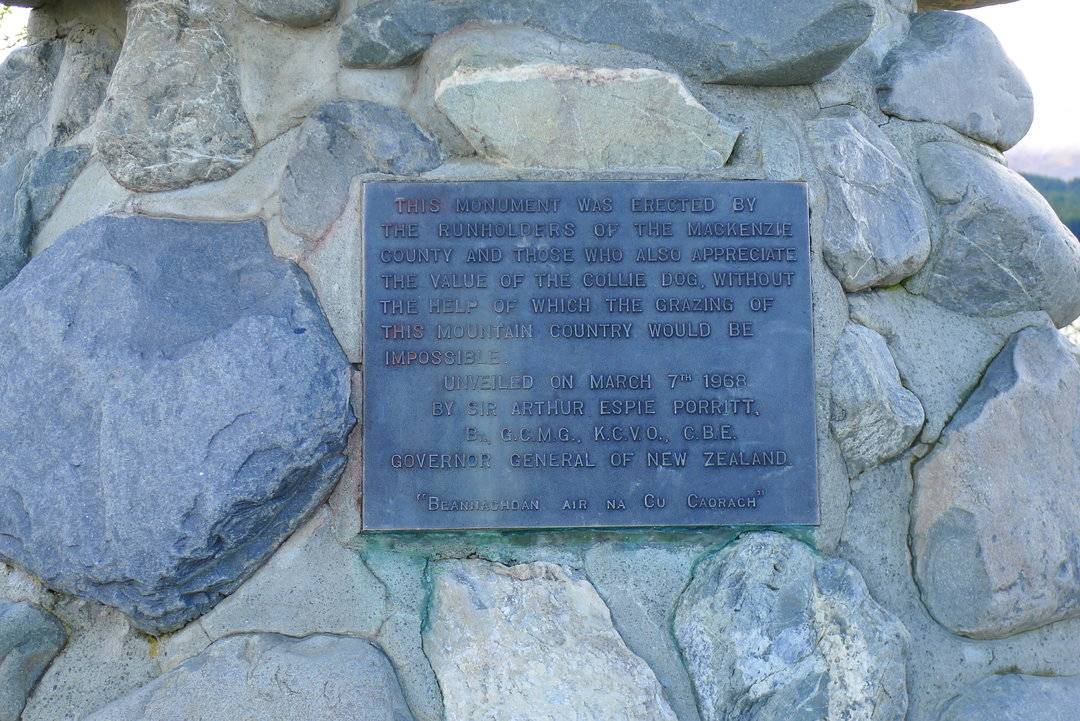 THIS MONUMENT WAS ERECTED BY
THE RUNHOLDERS OF THE MACKENZIE
COUNTY AND THOSE WHO ALSO APPRECIATE
THE VALUE OF THE COLLIE DOG, WITHOUT
THE HELP OF WHICH THE GRAZING OF
THIS MOUNTAIN COUNTRY WOULD BE
IMPOSSIBLE.
UNVEILED ON MARCH 7TH 1968
BY SIR ARTHUR ESPIE PORRITT,
BT., G.C.M.G., K.C.V.O., C.B.E.
GOVERNOR GENERAL OF NEW ZEALAND.
"BEANNACHDAN AIR NA CU CAORACH"